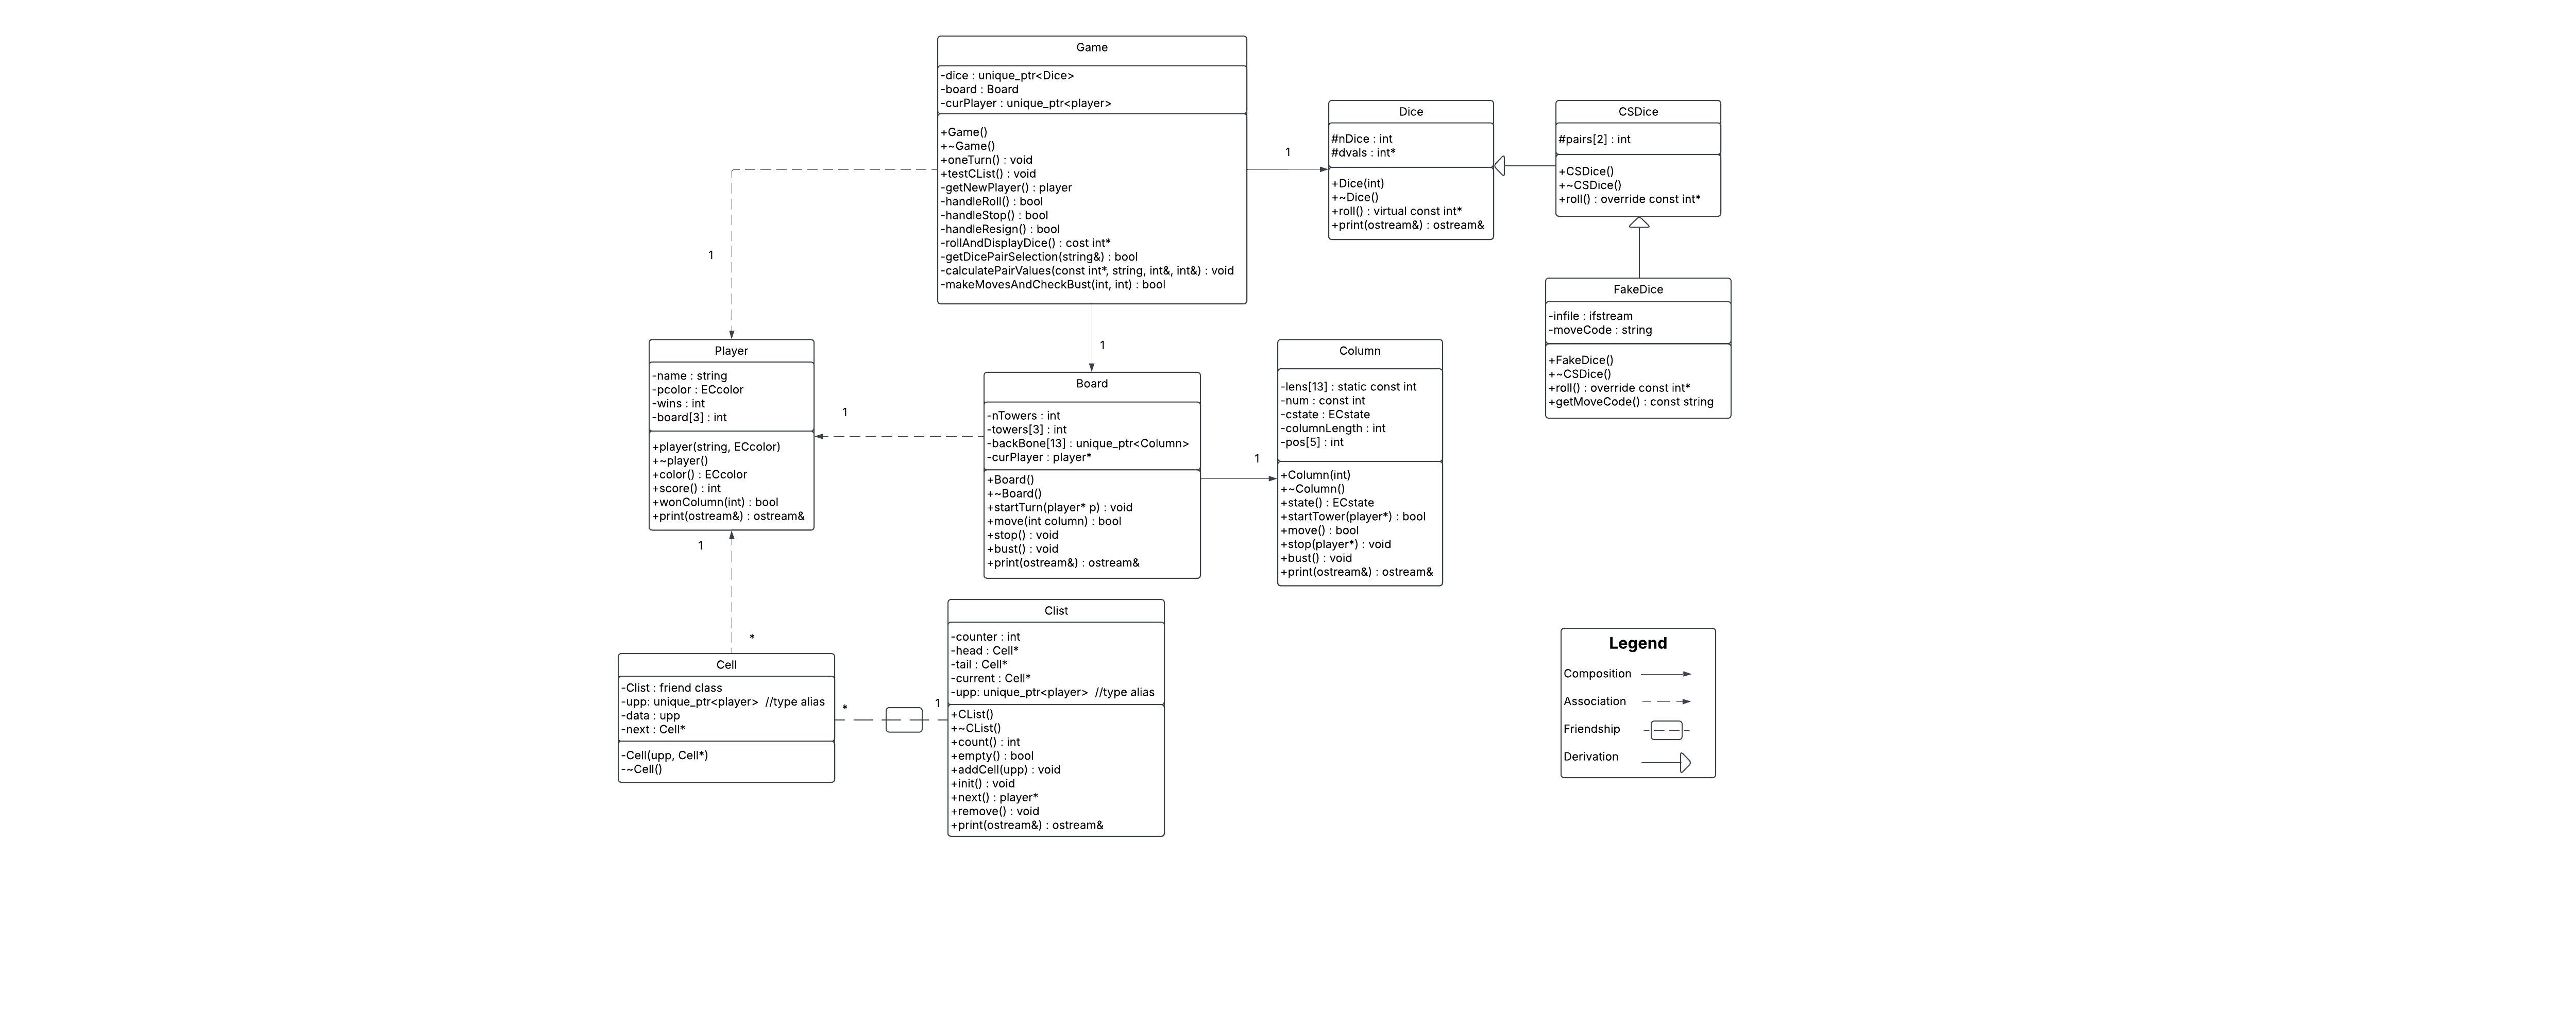 Game
-dice : unique_ptr<Dice>
-board : Board
-curPlayer : unique_ptr<player>
+Game()
+~Game()
+oneTurn() : void
+testCList() : void
-getNewPlayer() : player
-handleRoll() : bool
-handleStop() : bool
-handleResign() : bool
-rollAndDisplayDice() : cost int*
-getDicePairSelection(string&) : bool
-calculatePairValues(const int*, string, int&, int&) : void
-makeMovesAndCheckBust(int, int) : bool
1
Dice
#nDice : int
#dvals : int*
+Dice(int)
+~Dice()
+roll() : virtual const int*
+print(ostream&) : ostream&
CSDice
#pairs[2] : int
+CSDice()
+~CSDice()
+roll() : override const int*
FakeDice
-infile : ifstream
-moveCode : string
+FakeDice()
+~CSDice()
+roll() : override const int*
+getMoveCode() : const string
1
1
Player
-name : string
-pcolor : ECcolor
-wins : int
-board[3] : int
+player(string, ECcolor)
+~player()
+color() : ECcolor
+score() : int
+wonColumn(int) : bool
+print(ostream&) : ostream&
1
Board
-nTowers : int
-towers[3] : int
-backBone[13] : unique_ptr<Column>
-curPlayer : player*
+Board()
+~Board()
+startTurn(player* p) : void
+move(int column) : bool
+stop() : void
+bust() : void
+print(ostream&) : ostream&
1
Column
-lens[13] : static const int
-num : const int
-cstate : ECstate
-columnLength : int
-pos[5] : int
+Column(int)
+~Column()
+state() : ECstate
+startTower(player*) : bool
+move() : bool
+stop(player*) : void
+bust() : void
+print(ostream&) : ostream&
1
*
Cell
-Clist : friend class
-upp: unique_ptr<player>  //type alias
-data : upp
-next : Cell*
-Cell(upp, Cell*)
-~Cell()
*
1
Clist
-counter : int
-head : Cell*
-tail : Cell*
-current : Cell*
-upp: unique_ptr<player>  //type alias
+CList()
+~CList()
+count() : int
+empty() : bool
+addCell(upp) : void
+init() : void
+next() : player*
+remove() : void
+print(ostream&) : ostream&
Legend
Composition
Association
Friendship
Derivation